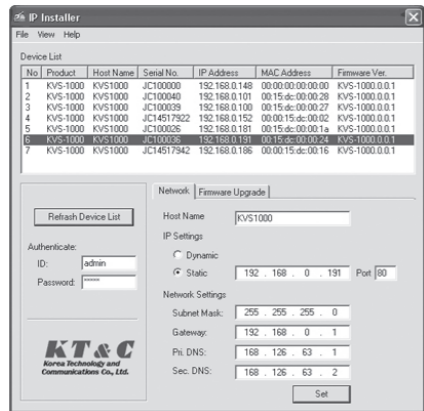 IP Installer
File View Help
Device List
No Product Host Name Serial No. IP Address MAC Address Firmware Ver.
1 KVS-1000 KVS1000 JC100000 192.168.0.148 00:00:00:00:00:00 KVS-1000.0.0.1
2 KVS-1000 KVS1000 JC100040 192.168.0.101 00:15:dc:00:00:28 KVS-1000.0.0.1
3 KVS-1000 KVS1000 JC100039 192.168.0.100 00:15:dc:00:00:27 KVS-1000.0.0.1
4 KVS-1000 KVS1000 JC14517922 192.168.0.152 00:00:15:dc:00:02 KVS-1000.0.0.1
5 KVS-1000 KVS1000 JC100026 192.168.0.181 00:15:dc:00:00:1a KVS-1000.0.0.1
6 KVS-1000 KVS1000 JC100036 192.168.0.191 00:15:dc:00:00:24 KVS-1000.0.0.1
7 KVS-1000 KVS1000 JC14517942 192.168.0.186 00:00:15:dc:00:16 KVS-1000.0.0.1
Refrash Device List
Authenticate:
ID: admin
Password: *****
KT&C
Korea Technology and
Communications Co., Ltd.
Network Firmware Upgrade
Host Name KVS1000
IP Settings
Dynamic
Static 192 . 168 . 0 . 191 Port 80
Network Settings
Subnet Mask: 255 . 255 . 255 . 0
Gateway: 192 . 168 . 0 . 1
Pri. DNS: 168 . 126 . 63 . 1
Sec. DNS: 168 . 126 . 63 . 2
Set